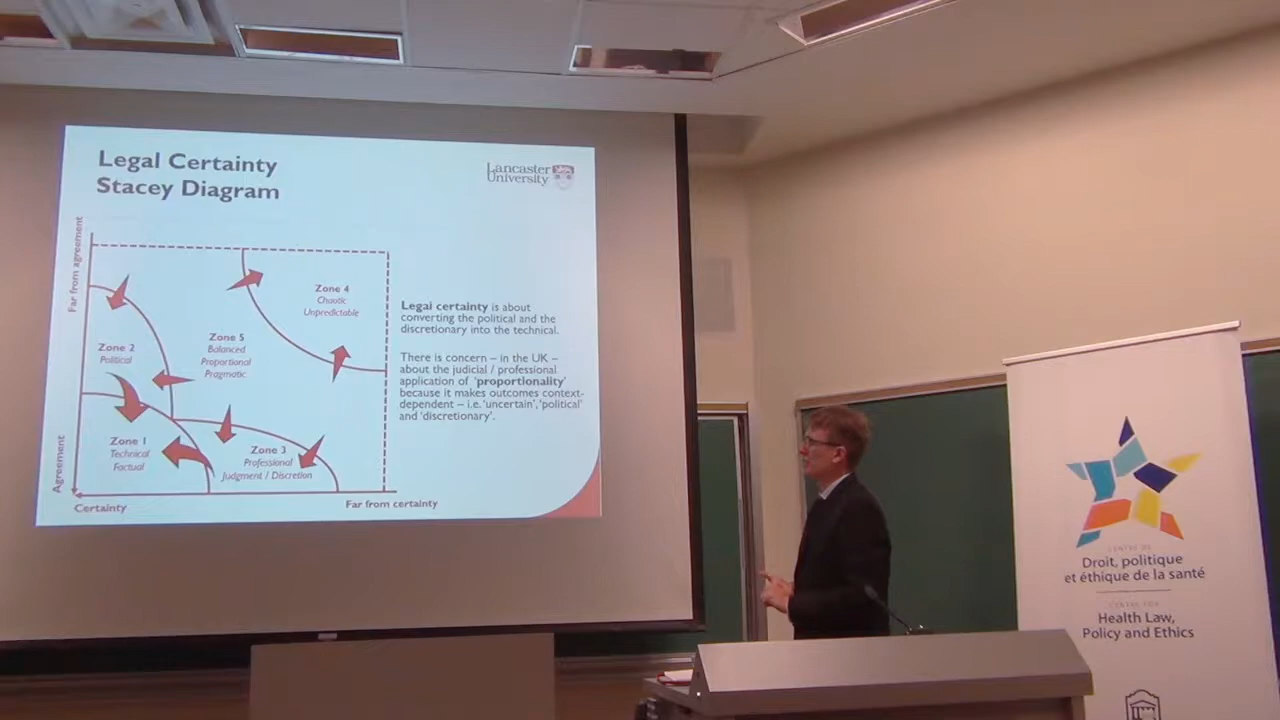 Legal Certainty
Stacey Diagram
Lancaster
University
Far from agreement
Agreement
Zone 4
Chaotic
Unpredictable
Zone 5
Balanced
Proportional
Pragmatic
Zone 2
Political
Zone 1
Technical
Factual
Zone 3
Professional
Judgment / Discretion
Certainty
Far from certainty
Legal certainty is about
converting the political and the
discretionary into the technical.
There is concern – in the UK –
about the judicial / professional
application of 'proportionality'
because it makes outcomes context-
dependent – i.e. 'uncertain', 'political'
and 'discretionary'.
CENTRE DE
Droit, politique
et éthique de la santé
CENTRE FOR
Health Law,
Policy and Ethics